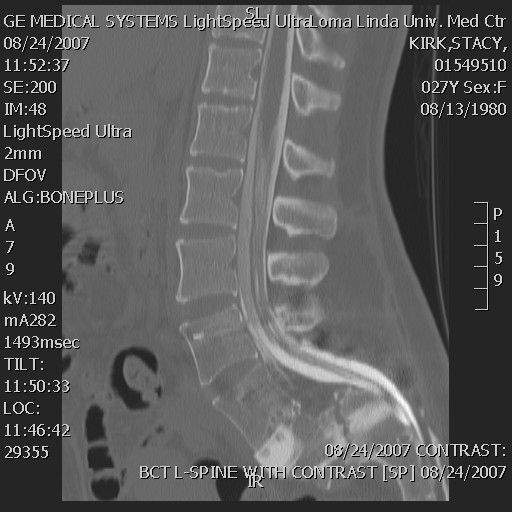 GE MEDICAL SYSTEMS LightSpeed UltraLoma Linda Univ. Med Ctr
SI
08/24/2007 KIRK,STACY,
11:52:37 01549510
SE:200 027Y Sex:F
IM:48 08/13/1980
LightSpeed Ultra
2mm
DFOV
ALG:BONEPLUS
A P
7 1
9 5
9
kV:140
mA282
1493msec
TILT:
11:50:33
LOC:
11:46:42
29355
08/24/2007 CONTRAST:
BCT L-SPINE WITH CONTRAST [SP] 08/24/2007
IR